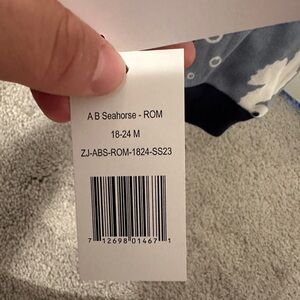 A B Seahorse - ROM
18-24 M
ZJ-ABS-ROM-1824-SS23
7 12698 01467 1